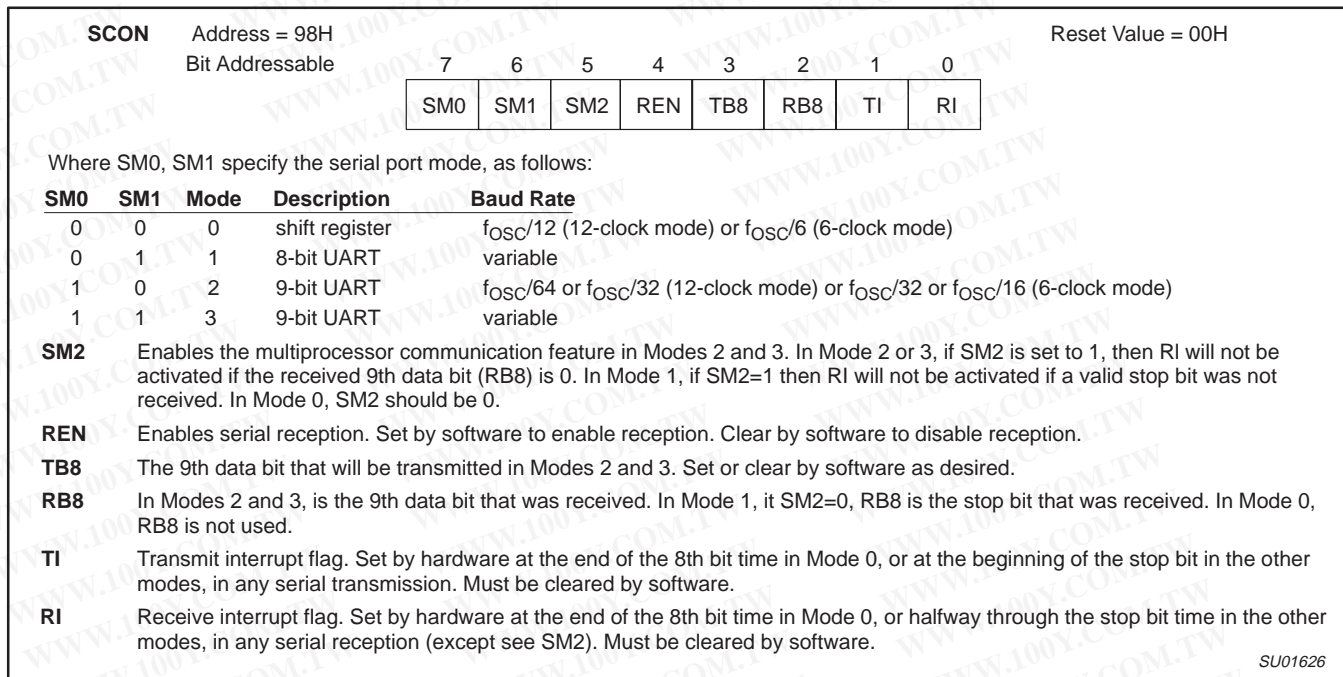 SCON Address = 98H Reset Value = 00H
Bit Addressable 7 6 5 4 3 2 1 0
SM0 SM1 SM2 REN TB8 RB8 TI RI
Where SM0, SM1 specify the serial port mode, as follows:
SM0 SM1 Mode Description Baud Rate
0 0 0 shift register fOSC/12 (12-clock mode) or fOSC/6 (6-clock mode)
0 1 1 8-bit UART variable
1 0 2 9-bit UART fOSC/64 or fOSC/32 (12-clock mode) or fOSC/32 or fOSC/16 (6-clock mode)
1 1 3 9-bit UART variable
SM2 Enables the multiprocessor communication feature in Modes 2 and 3. In Mode 2 or 3, if SM2 is set to 1, then RI will not be
activated if the received 9th data bit (RB8) is 0. In Mode 1, if SM2=1 then RI will not be activated if a valid stop bit was not
received. In Mode 0, SM2 should be 0.
REN Enables serial reception. Set by software to enable reception. Clear by software to disable reception.
TB8 The 9th data bit that will be transmitted in Modes 2 and 3. Set or clear by software as desired.
RB8 In Modes 2 and 3, is the 9th data bit that was received. In Mode 1, it SM2=0, RB8 is the stop bit that was received. In Mode 0,
RB8 is not used.
TI Transmit interrupt flag. Set by hardware at the end of the 8th bit time in Mode 0, or at the beginning of the stop bit in the other
modes, in any serial transmission. Must be cleared by software.
RI Receive interrupt flag. Set by hardware at the end of the 8th bit time in Mode 0, or halfway through the stop bit time in the other
modes, in any serial reception (except see SM2). Must be cleared by software.
SU01626
WWW.100Y.COM.TW